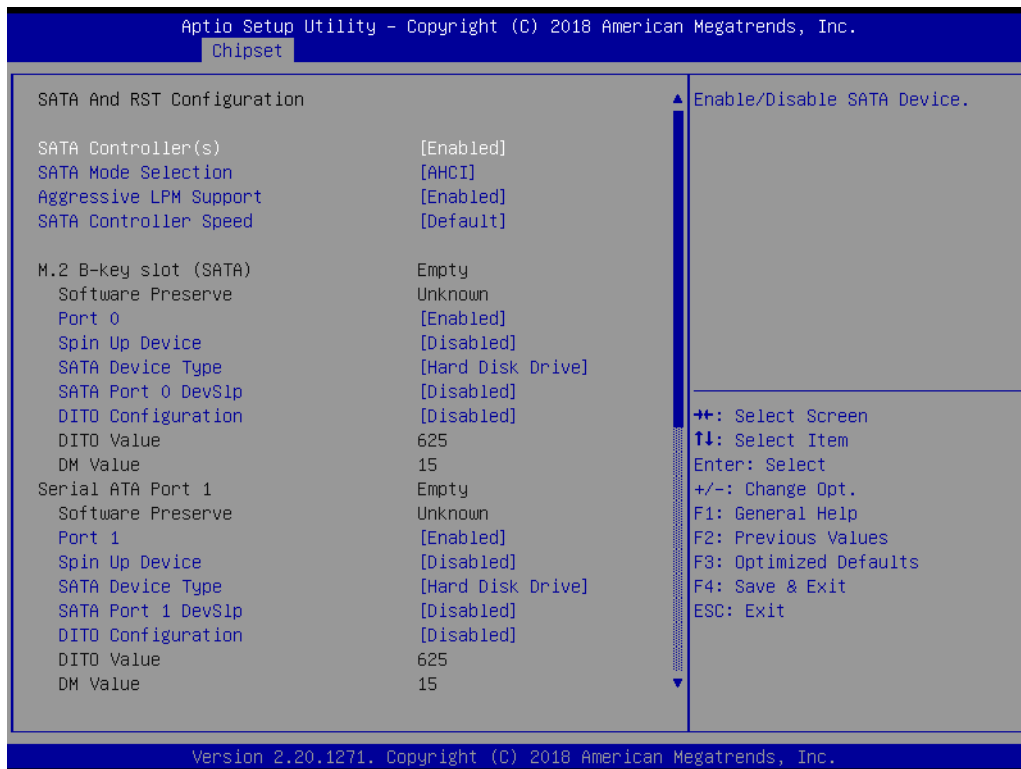 Aptio Setup Utility – Copyright (C) 2018 American Megatrends, Inc.
Chipset
SATA And RST Configuration
SATA Controller(s) [Enabled]
SATA Mode Selection [AHCI]
Aggressive LPM Support [Enabled]
SATA Controller Speed [Default]
M.2 B-key slot (SATA) Empty
Software Preserve Unknown
Port 0 [Enabled]
Spin Up Device [Disabled]
SATA Device Type [Hard Disk Drive]
SATA Port 0 DevSlp [Disabled]
DITO Configuration [Disabled]
DITO Value 625
DM Value 15
Serial ATA Port 1 Empty
Software Preserve Unknown
Port 1 [Enabled]
Spin Up Device [Disabled]
SATA Device Type [Hard Disk Drive]
SATA Port 1 DevSlp [Disabled]
DITO Configuration [Disabled]
DITO Value 625
DM Value 15
Enable/Disable SATA Device.
→←: Select Screen
↑↓: Select Item
Enter: Select
+/-: Change Opt.
F1: General Help
F2: Previous Values
F3: Optimized Defaults
F4: Save & Exit
ESC: Exit
Version 2.20.1271. Copyright (C) 2018 American Megatrends, Inc.